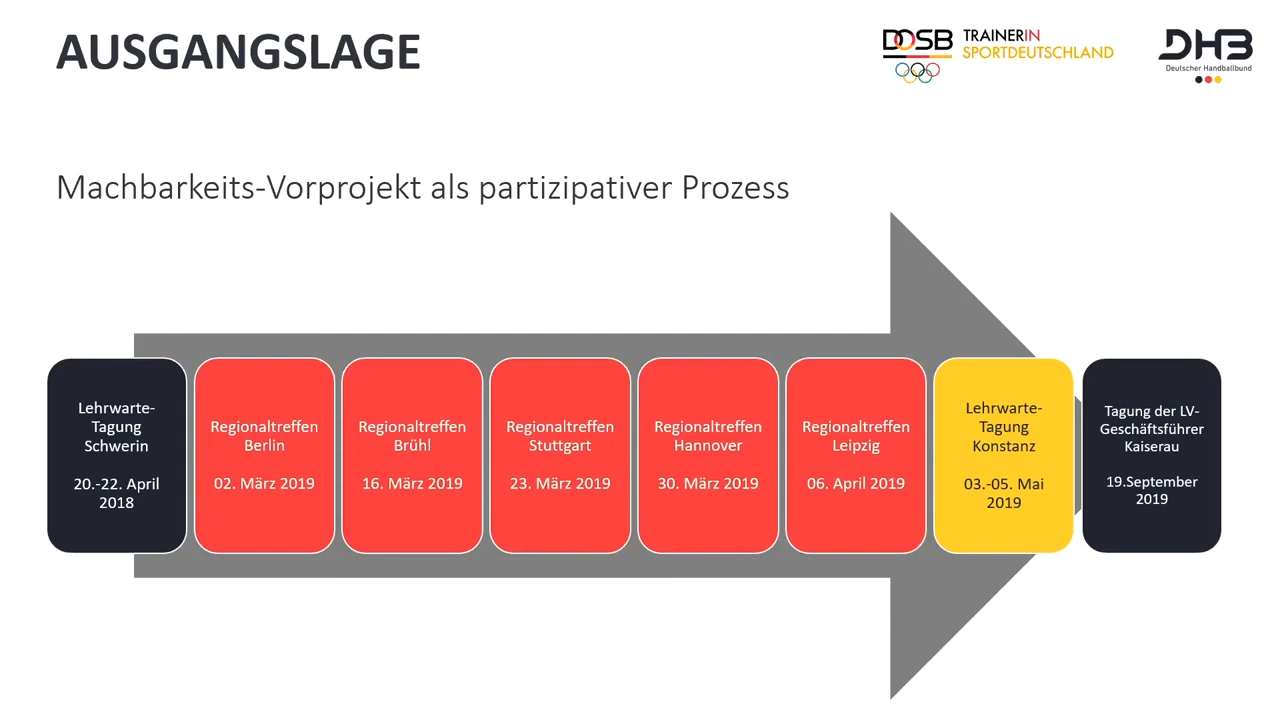 AUSGANGSLAGE
DOSB
TRAINERIN
SPORTDEUTSCHLAND
DHB
Deutscher Handballbund
Machbarkeits-Vorprojekt als partizipativer Prozess
Lehrwarte-
Tagung
Schwerin
20.-22. April
2018
Regionaltreffen
Berlin
02. März 2019
Regionaltreffen
Brühl
16. März 2019
Regionaltreffen
Stuttgart
23. März 2019
Regionaltreffen
Hannover
30. März 2019
Regionaltreffen
Leipzig
06. April 2019
Lehrwarte-
Tagung
Konstanz
03.-05. Mai
2019
Tagung der LV-
Geschäftsführer
Kaiserau
19.September
2019